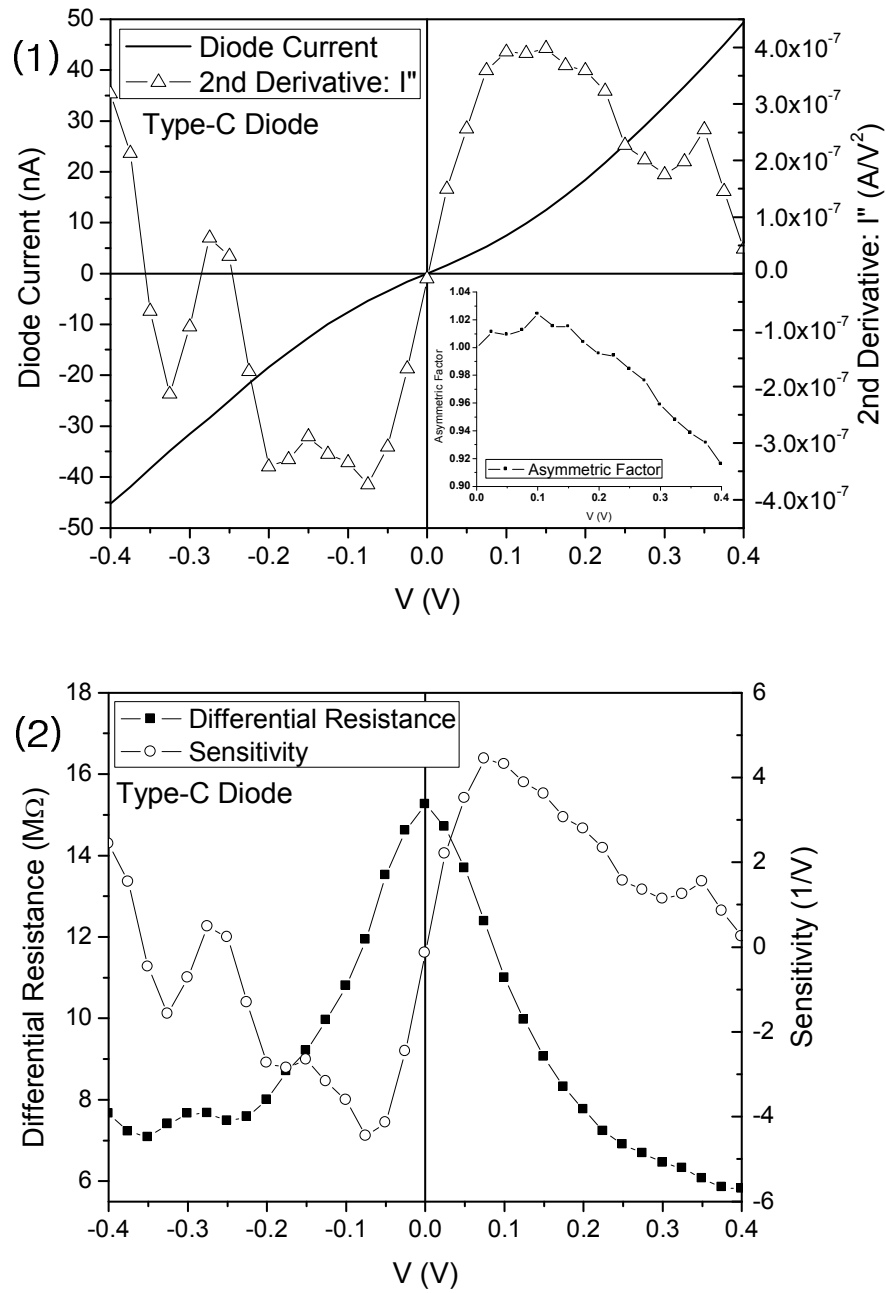 (1)
Diode Current
2nd Derivative: I"
Type-C Diode
50
40
30
20
10
0
-10
-20
-30
-40
-50
Diode Current (nA)
4.0x10⁻⁷
3.0x10⁻⁷
2.0x10⁻⁷
1.0x10⁻⁷
0.0
-1.0x10⁻⁷
-2.0x10⁻⁷
-3.0x10⁻⁷
-4.0x10⁻⁷
2nd Derivative: I" (A/V²)
1.04
1.02
1.00
0.98
0.96
0.94
0.92
0.90
Asymmetric Factor
Asymmetric Factor
0.0 0.1 0.2 0.3 0.4
V (V)
-0.4 -0.3 -0.2 -0.1 0.0 0.1 0.2 0.3 0.4
V (V)
(2)
Differential Resistance
Sensitivity
Type-C Diode
18
16
14
12
10
8
6
Differential Resistance (MΩ)
6
4
2
0
-2
-4
-6
Sensitivity (1/V)
-0.4 -0.3 -0.2 -0.1 0.0 0.1 0.2 0.3 0.4
V (V)